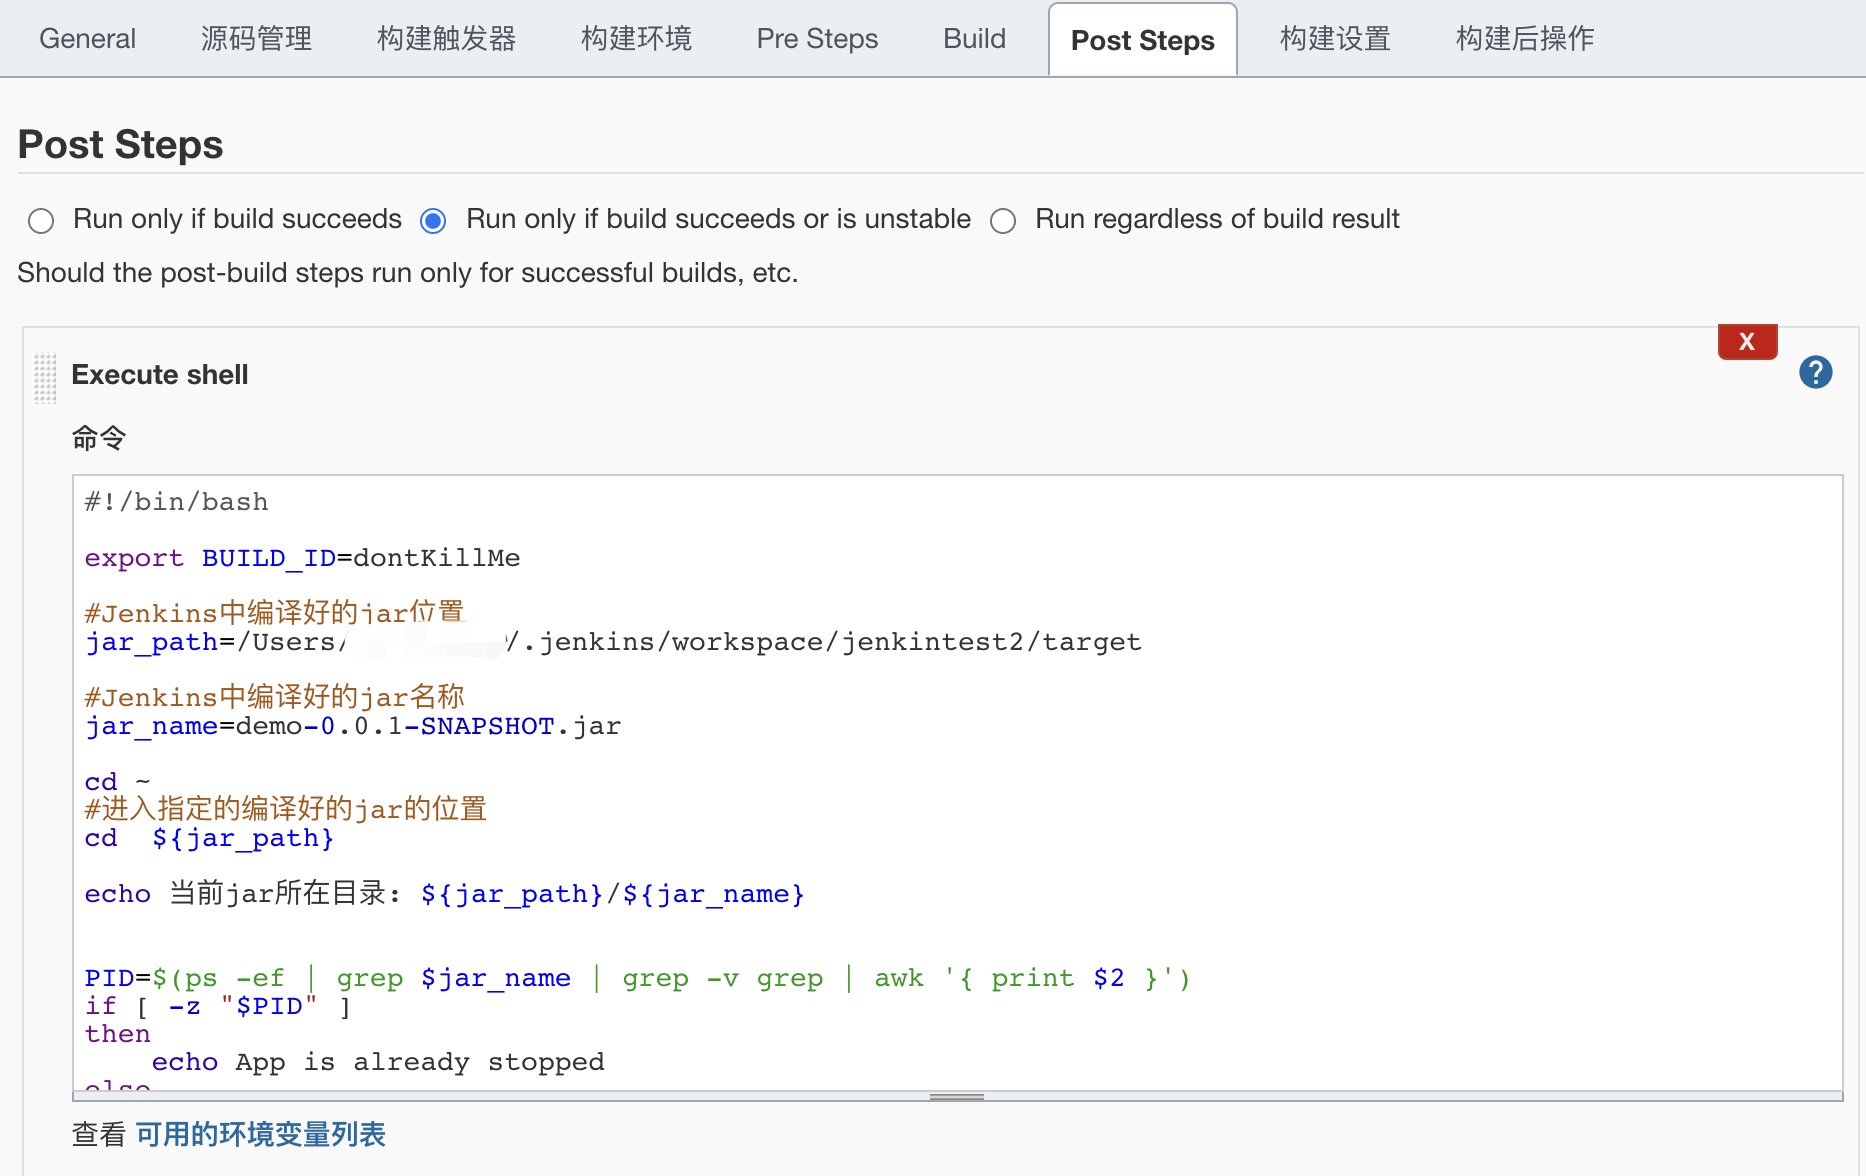 General 源码管理 构建触发器 构建环境 Pre Steps Build Post Steps 构建设置 构建后操作
Post Steps
Run only if build succeeds Run only if build succeeds or is unstable Run regardless of build result
Should the post-build steps run only for successful builds, etc.
X
Execute shell
?
命令
#!/bin/bash
export BUILD_ID=dontKillMe
#Jenkins中编译好的jar位置
jar_path=/Users/ /.jenkins/workspace/jenkintest2/target
#Jenkins中编译好的jar名称
jar_name=demo-0.0.1-SNAPSHOT.jar
cd ~
#进入指定的编译好的jar的位置
cd  ${jar_path}
echo 当前jar所在目录: ${jar_path}/${jar_name}
PID=$(ps -ef | grep $jar_name | grep -v grep | awk '{ print $2 }')
if [ -z "$PID" ]
then
    echo App is already stopped
else
查看 可用的环境变量列表